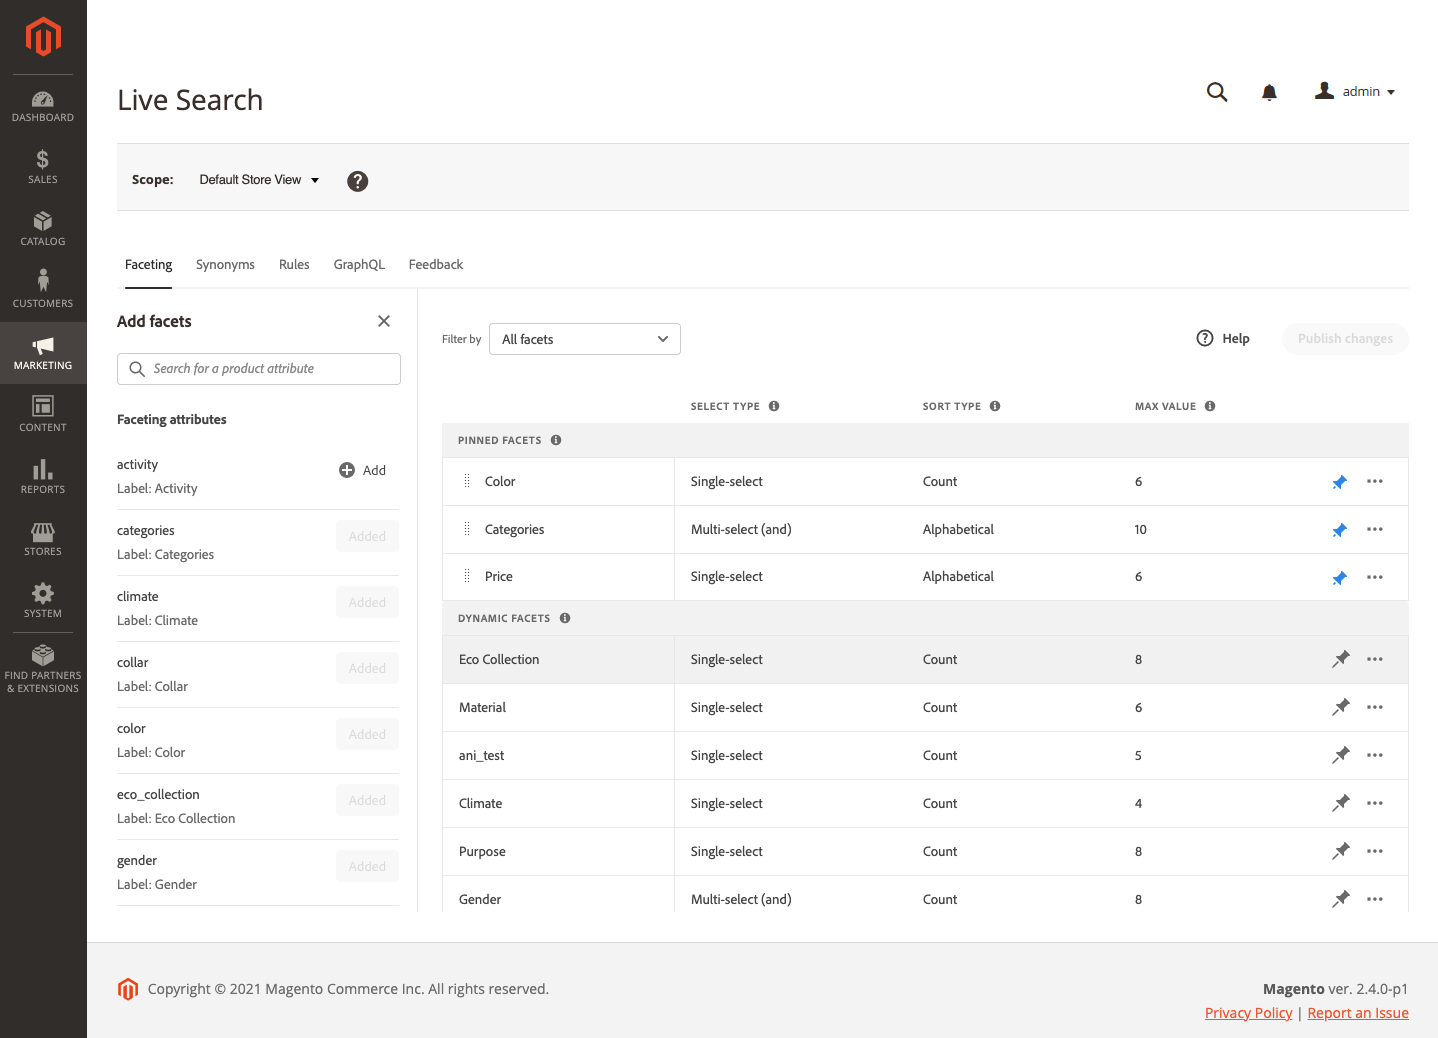 DASHBOARD
SALES
CATALOG
CUSTOMERS
MARKETING
CONTENT
REPORTS
STORES
SYSTEM
FIND PARTNERS
& EXTENSIONS
Live Search
admin
Scope: Default Store View
Faceting Synonyms Rules GraphQL Feedback
Add facets
Search for a product attribute
Faceting attributes
activity
Label: Activity
Add
categories
Label: Categories
Added
climate
Label: Climate
Added
collar
Label: Collar
Added
color
Label: Color
Added
eco_collection
Label: Eco Collection
Added
gender
Label: Gender
Added
Filter by All facets Help Publish changes
SELECT TYPE SORT TYPE MAX VALUE
PINNED FACETS
Color Single-select Count 6
Categories Multi-select (and) Alphabetical 10
Price Single-select Alphabetical 6
DYNAMIC FACETS
Eco Collection Single-select Count 8
Material Single-select Count 6
ani_test Single-select Count 5
Climate Single-select Count 4
Purpose Single-select Count 8
Gender Multi-select (and) Count 8
Copyright © 2021 Magento Commerce Inc. All rights reserved.
Magento ver. 2.4.0-p1
Privacy Policy | Report an Issue